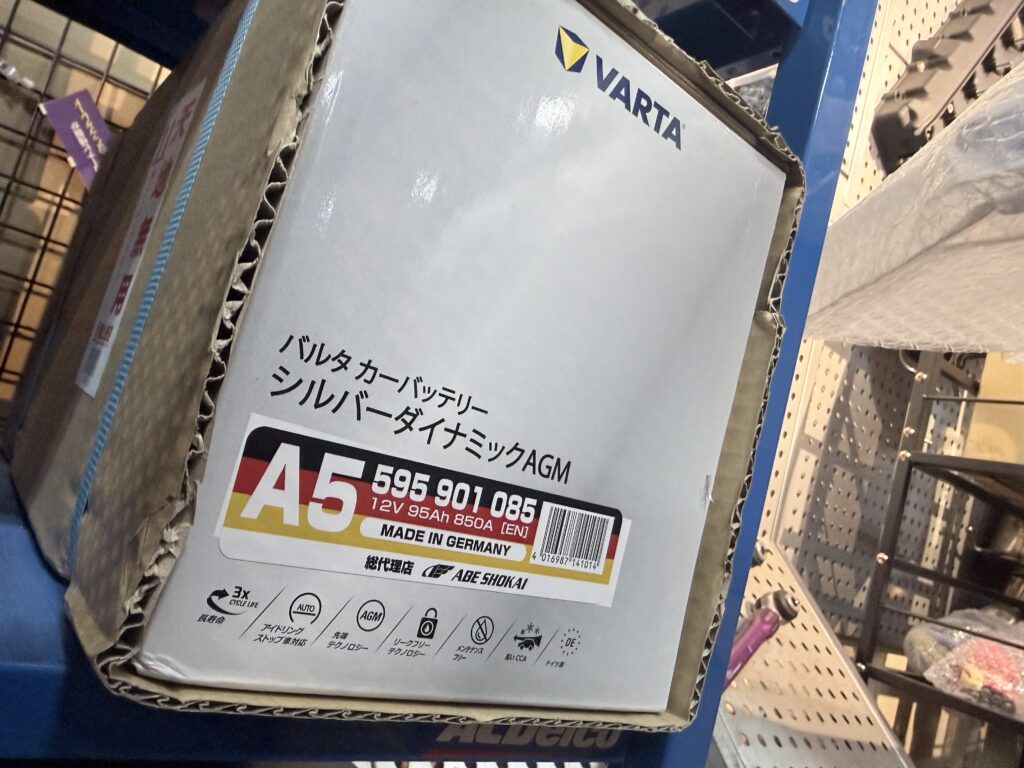 VARTA
バルタ カーバッテリー
シルバーダイナミックAGM
A5
595 901 085
12V 95Ah 850A [EN]
MADE IN GERMANY
4 016987 141014
総代理店 ABE SHOKAI
3x
CYCLE LIFE
長寿命
AUTO
アイドリング
ストップ車対応
AGM
先端
テクノロジー
リークフリー
テクノロジー
メンテナンス
フリー
高いCCA
DE
ドイツ製
ACDelco